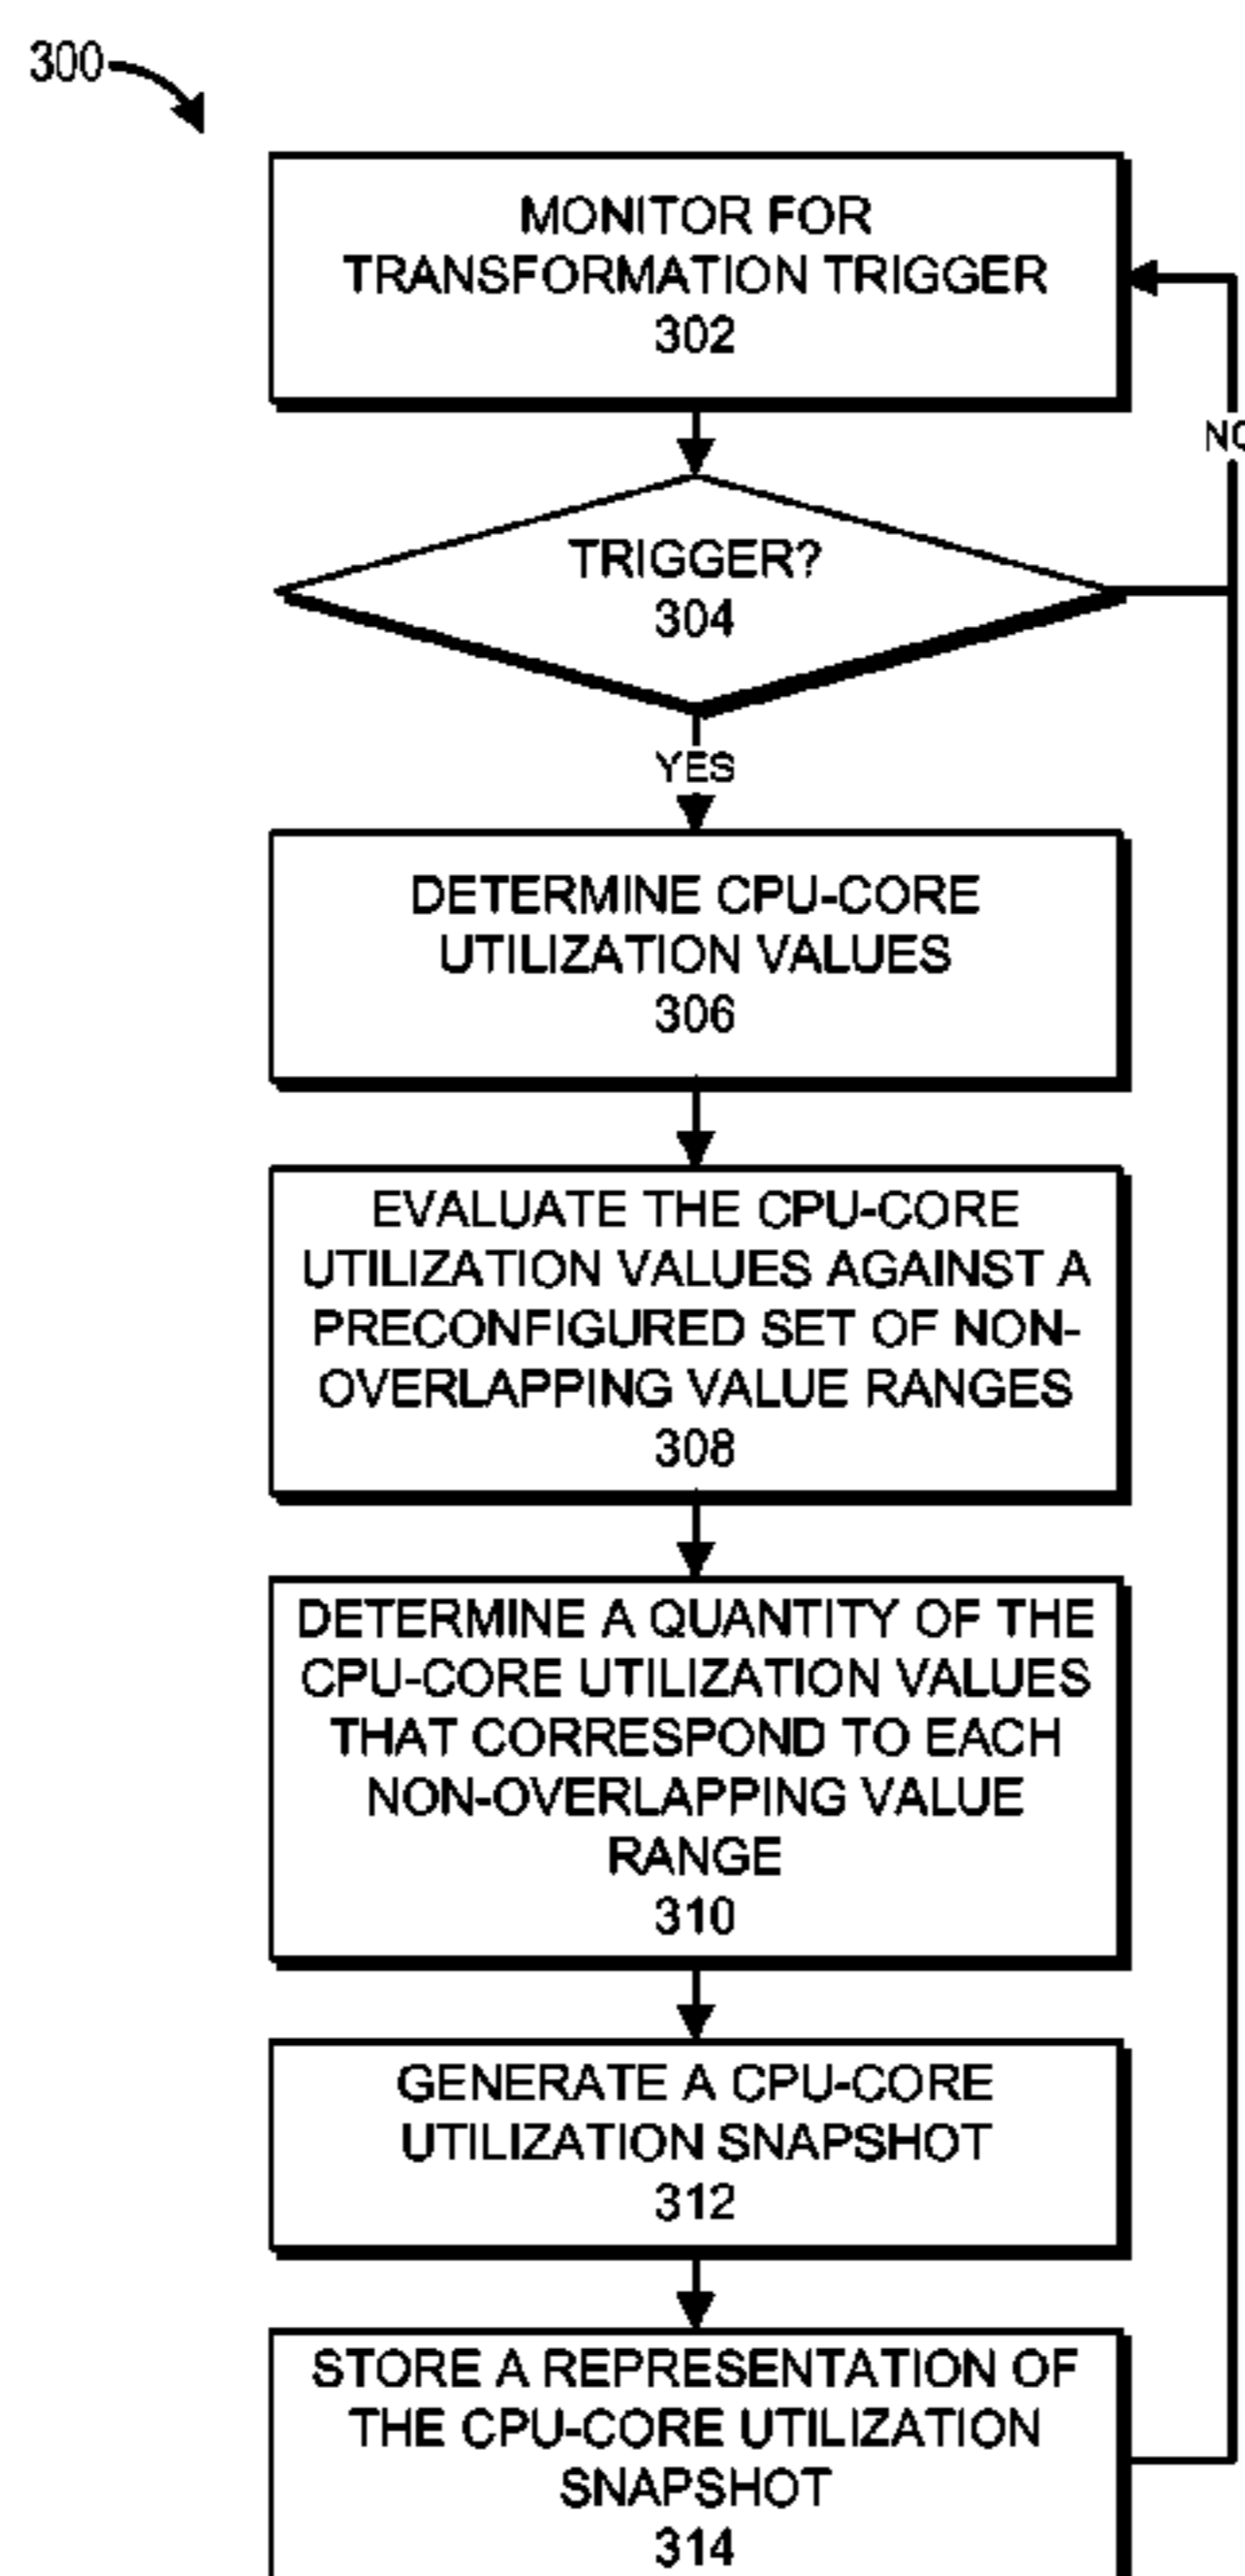 300
MONITOR FOR
TRANSFORMATION TRIGGER
302
TRIGGER?
304
NO
YES
DETERMINE CPU-CORE
UTILIZATION VALUES
306
EVALUATE THE CPU-CORE
UTILIZATION VALUES AGAINST A
PRECONFIGURED SET OF NON-
OVERLAPPING VALUE RANGES
308
DETERMINE A QUANTITY OF THE
CPU-CORE UTILIZATION VALUES
THAT CORRESPOND TO EACH
NON-OVERLAPPING VALUE
RANGE
310
GENERATE A CPU-CORE
UTILIZATION SNAPSHOT
312
STORE A REPRESENTATION OF
THE CPU-CORE UTILIZATION
SNAPSHOT
314